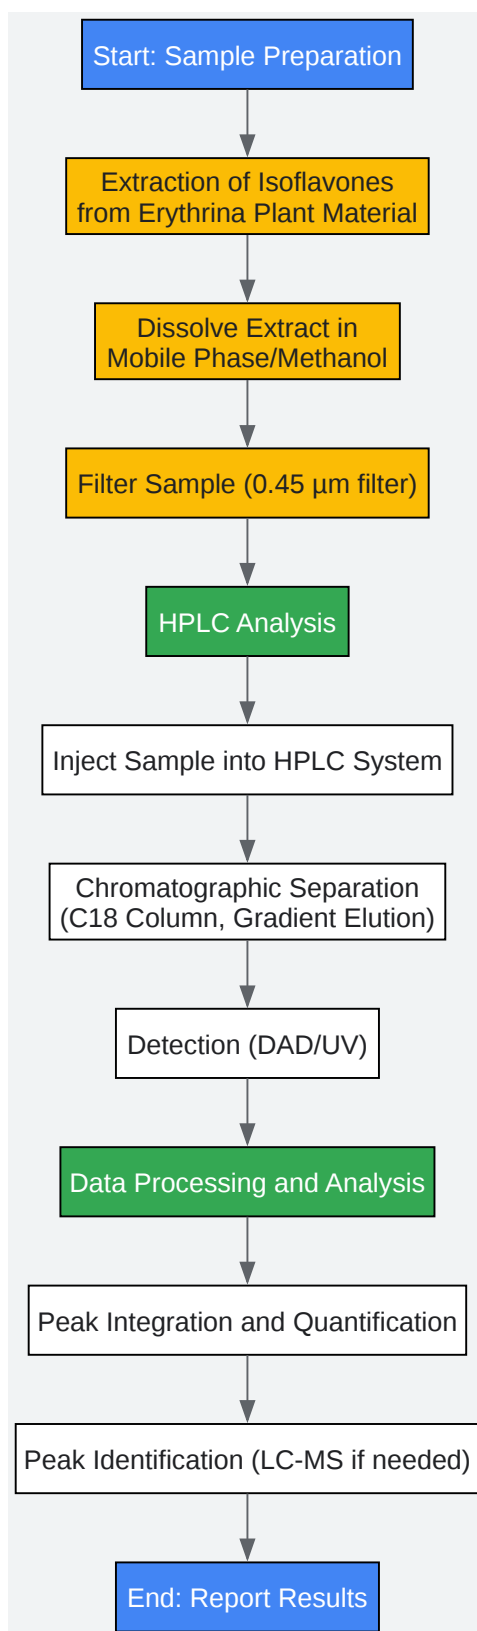 Start: Sample Preparation
Extraction of Isoflavones
from Erythrina Plant Material
Dissolve Extract in
Mobile Phase/Methanol
Filter Sample (0.45 µm filter)
HPLC Analysis
Inject Sample into HPLC System
Chromatographic Separation
(C18 Column, Gradient Elution)
Detection (DAD/UV)
Data Processing and Analysis
Peak Integration and Quantification
Peak Identification (LC-MS if needed)
End: Report Results